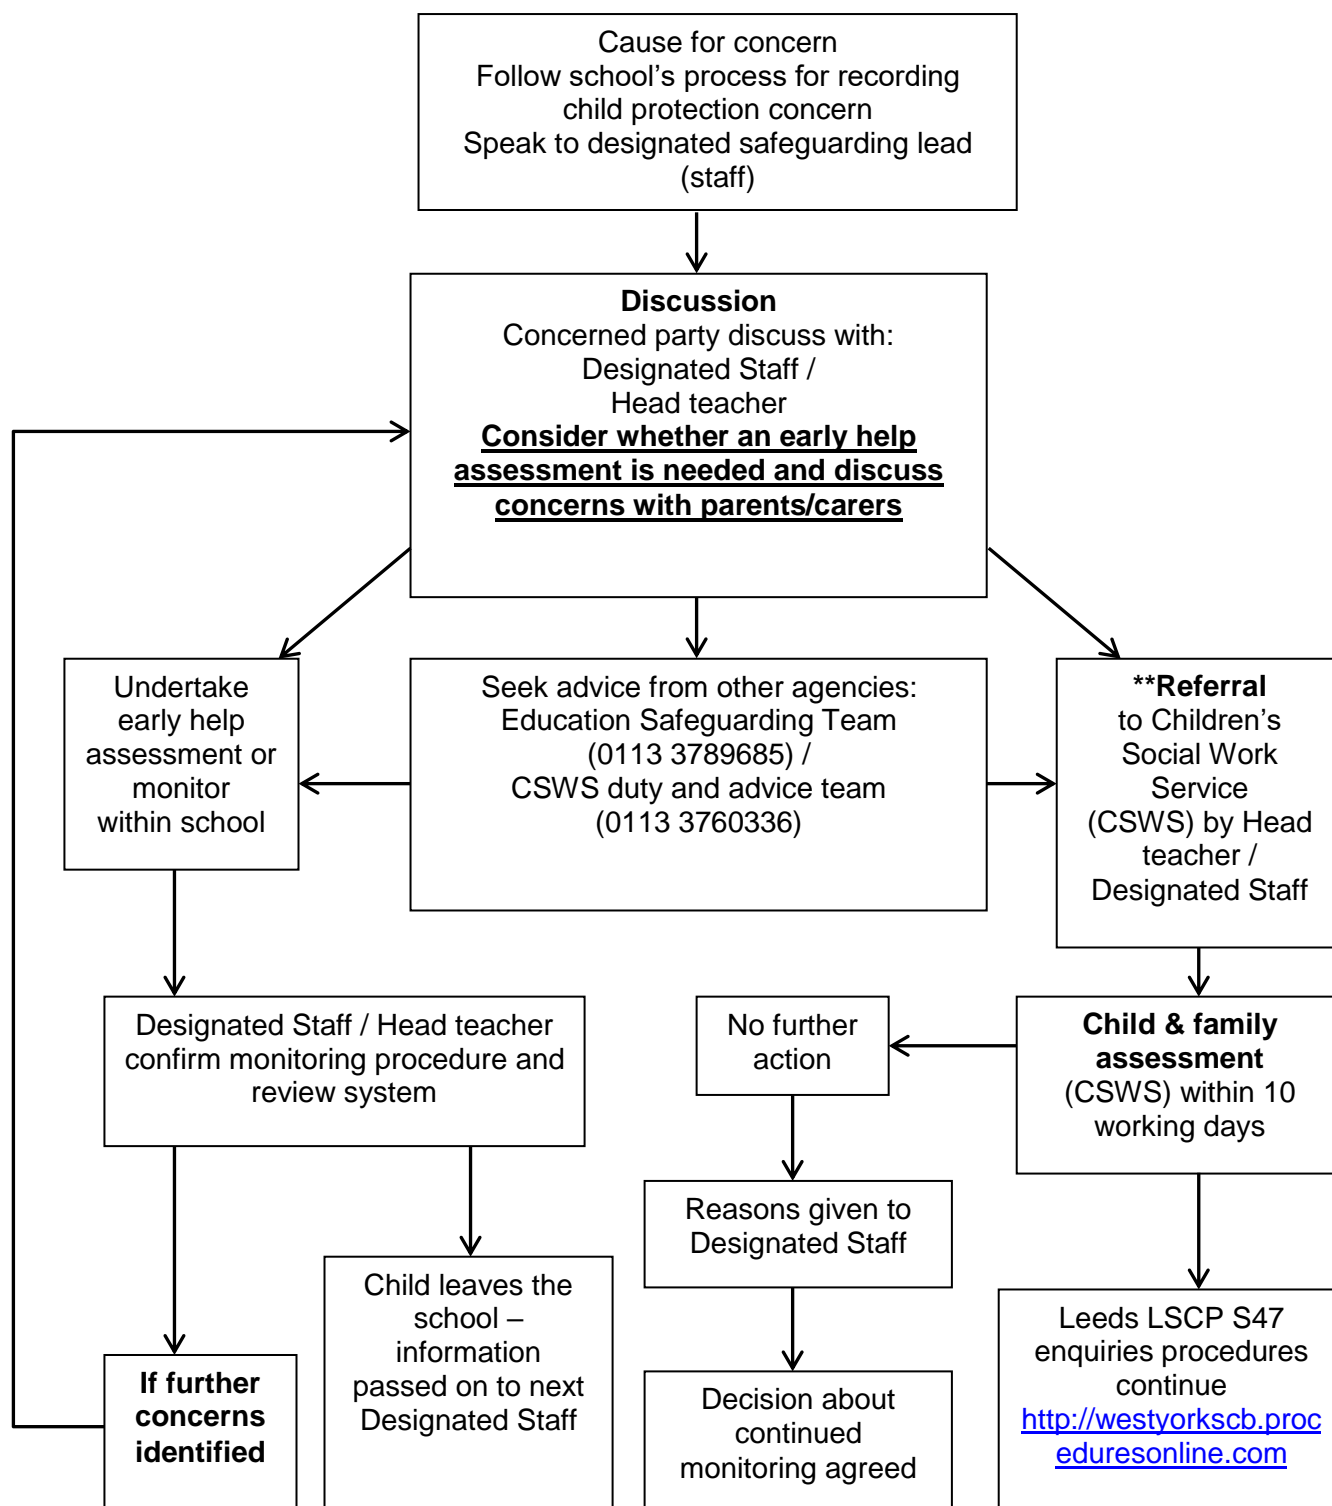 Cause for concern
Follow school’s process for recording
child protection concern
Speak to designated safeguarding lead
(staff)
Discussion
Concerned party discuss with:
Designated Staff /
Head teacher
Consider whether an early help
assessment is needed and discuss
concerns with parents/carers
Undertake
early help
assessment or
monitor
within school
Seek advice from other agencies:
Education Safeguarding Team
(0113 3789685) /
CSWS duty and advice team
(0113 3760336)
**Referral
to Children’s
Social Work
Service
(CSWS) by Head
teacher /
Designated Staff
Designated Staff / Head teacher
confirm monitoring procedure and
review system
No further
action
Child & family
assessment
(CSWS) within 10
working days
Reasons given to
Designated Staff
If further
concerns
identified
Child leaves the
school –
information
passed on to next
Designated Staff
Decision about
continued
monitoring agreed
Leeds LSCP S47
enquiries procedures
continue
http://westyorkscb.proc
eduresonline.com